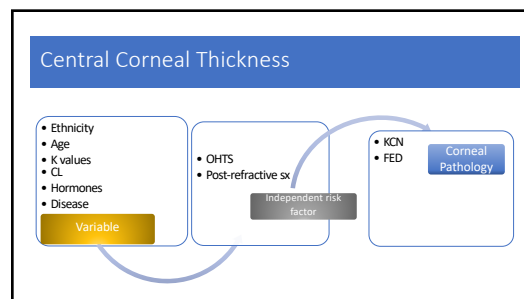 Central Corneal Thickness
• Ethnicity
• Age
• K values
• CL
• Hormones
• Disease
Variable
• OHTS
• Post-refractive sx
Independent risk
factor
• KCN
• FED
Corneal
Pathology